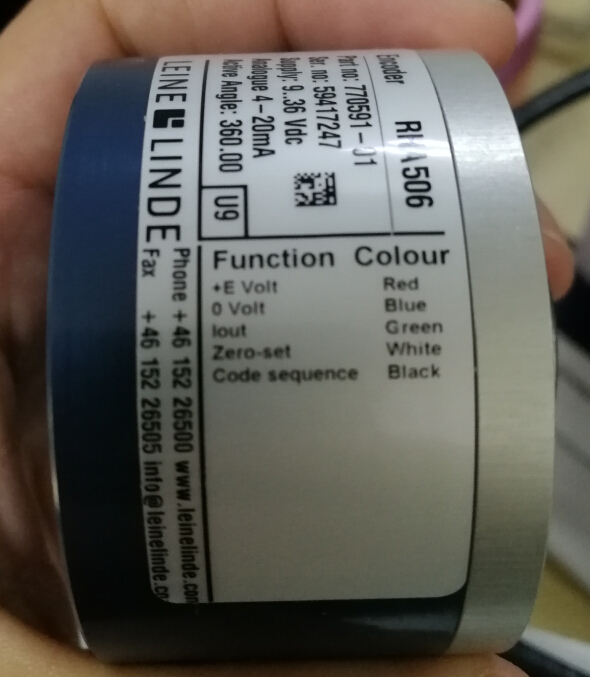 Encoder RHA506
Part no: 770591-01
Ser. no: 59417247
Supply: 9..36 Vdc
Analogue 4-20mA
Active Angle: 360.00
U9
LEINE LINDE
Function Colour
+E Volt Red
0 Volt Blue
Iout Green
Zero-set White
Code sequence Black
Phone +46 152 26500 www.leinelinde.com
Fax +46 152 26505 info@leinelinde.co